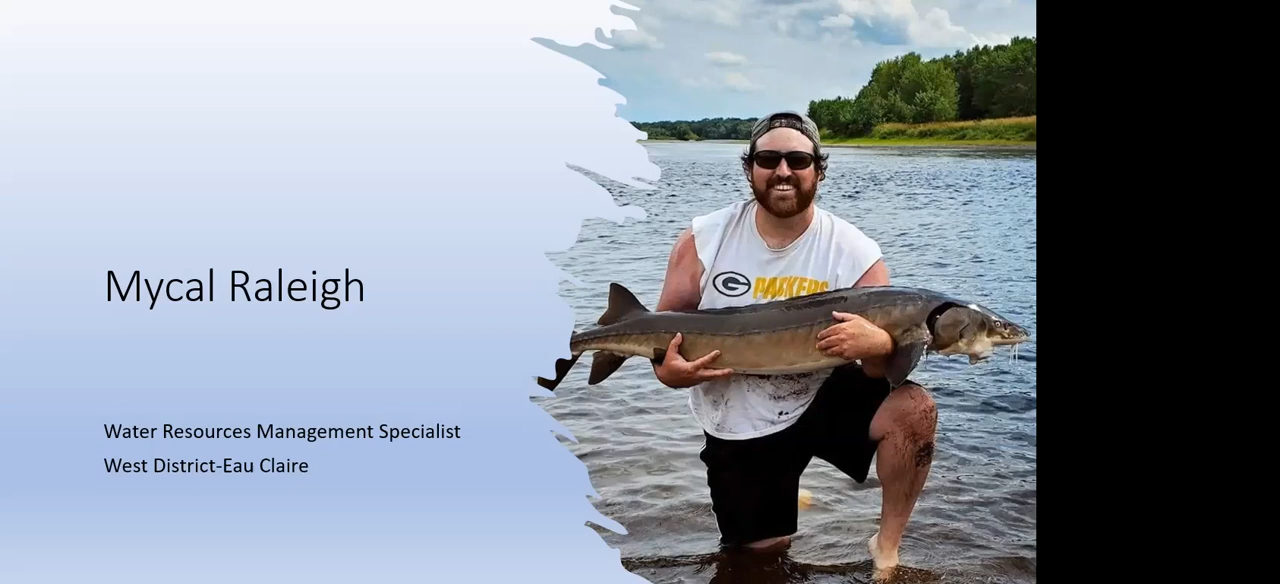 Mycal Raleigh
Water Resources Management Specialist
West District-Eau Claire
G PACKERS